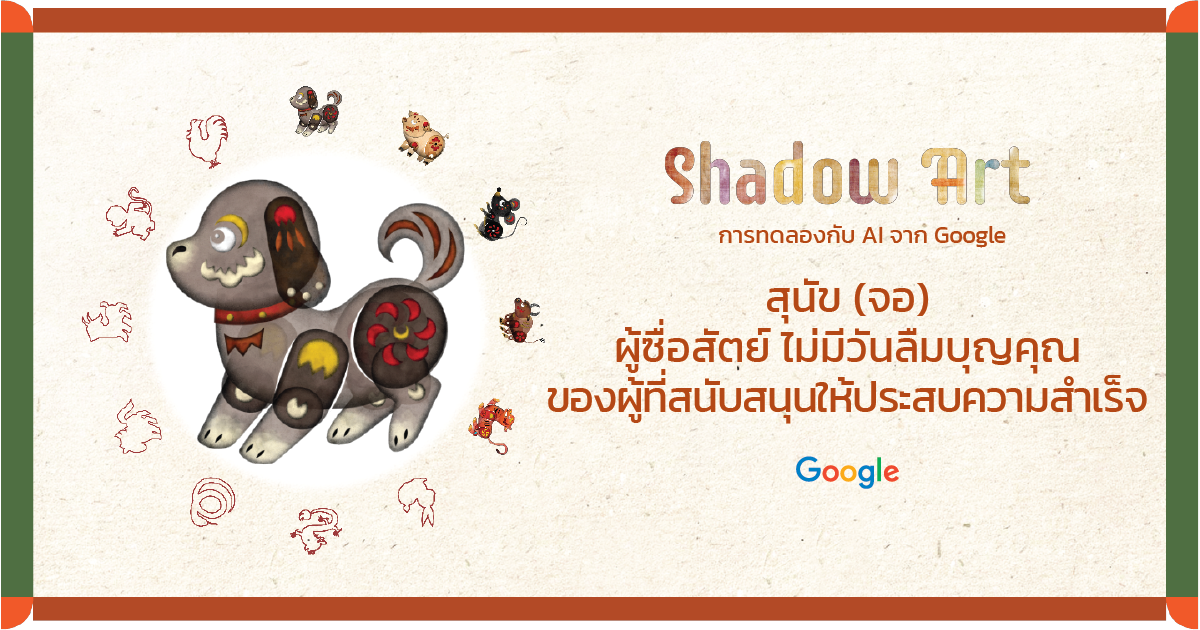 Shadow Art
การทดลองกับ AI จาก Google
สุนัข (จอ)
ผู้ซื่อสัตย์ ไม่มีวันลืมบุญคุณ
ของผู้ที่สนับสนุนให้ประสบความสำเร็จ
Google